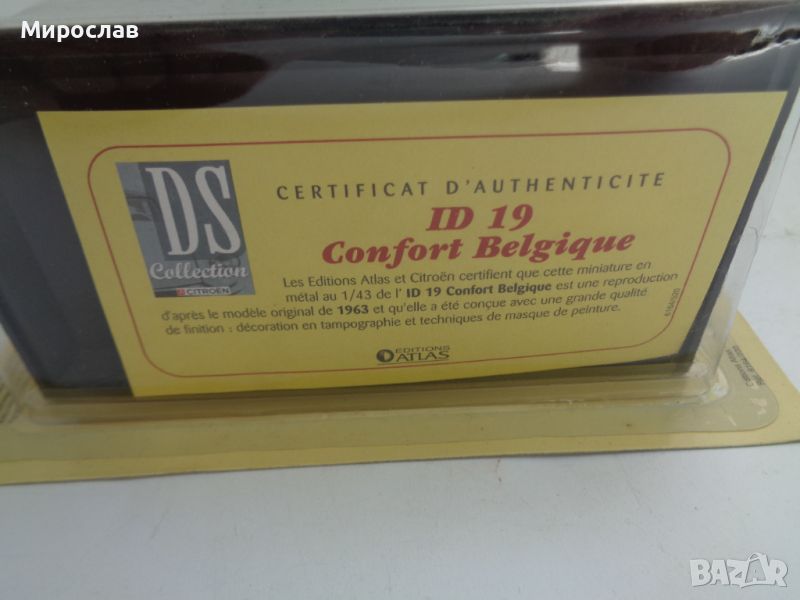 Мирослав
CERTIFICAT D'AUTHENTICITE
ID 19
Confort Belgique
DS
Collection
CITROËN
Les Editions Atlas et Citroën certifient que cette miniature en
métal au 1/43 de l' ID 19 Confort Belgique est une reproduction
d'après le modèle original de 1963 et qu'elle a été conçue avec une grande qualité
de finition : décoration en tampographie et techniques de masque de peinture.
EDITIONS
ATLAS
BAZAR